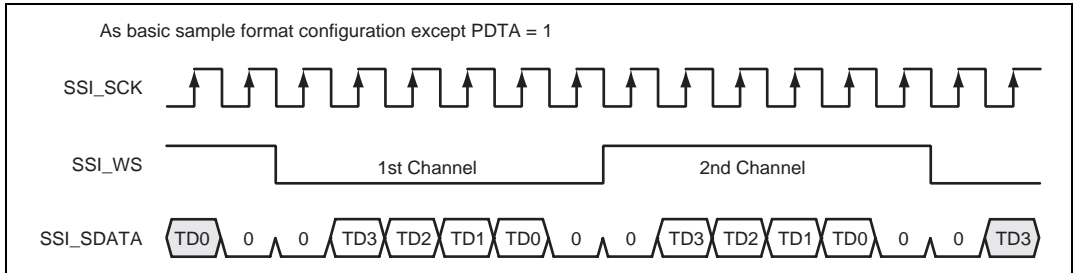 As basic sample format configuration except PDTA = 1
SSI_SCK
SSI_WS 1st Channel 2nd Channel
SSI_SDATA TD0 0 0 TD3 TD2 TD1 TD0 0 0 TD3 TD2 TD1 TD0 0 0 TD3